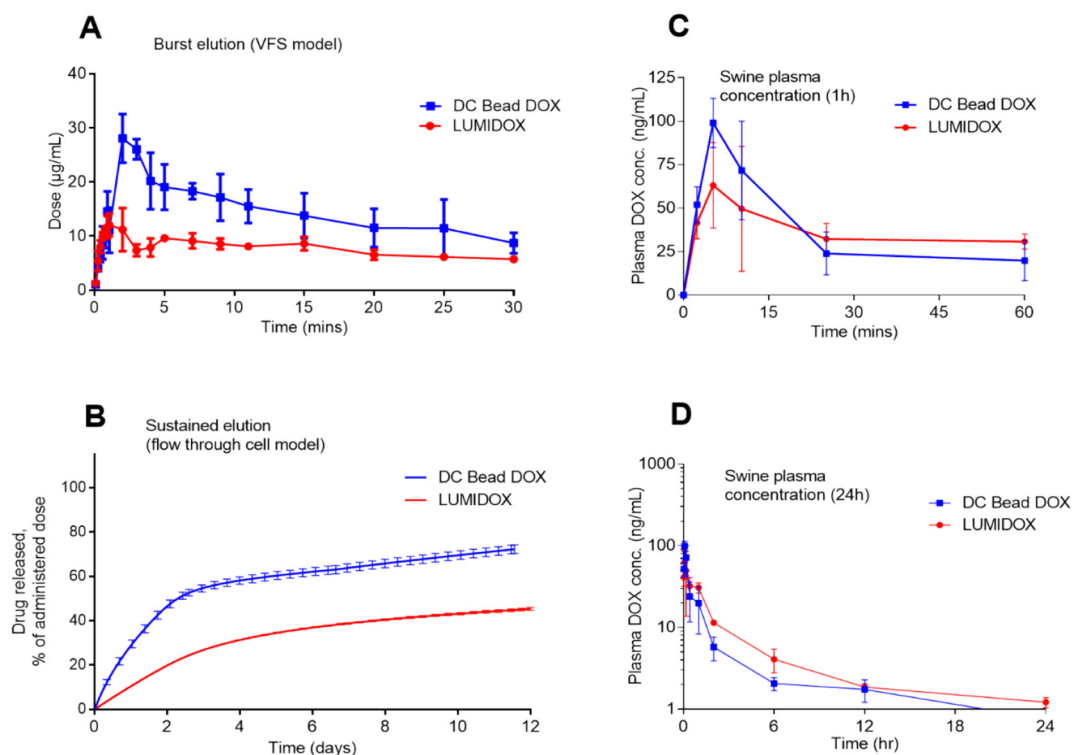 A
Burst elution (VFS model)
40
30
20
10
0
Dose (µg/mL)
DC Bead DOX
LUMIDOX
0
5
10
15
20
25
30
Time (mins)
C
Swine plasma
concentration (1h)
125
100
75
50
25
0
Plasma DOX conc. (ng/mL)
DC Bead DOX
LUMIDOX
0
15
30
45
60
Time (mins)
B
Sustained elution
(flow through cell model)
100
80
60
40
20
0
Drug released,
% of administered dose
DC Bead DOX
LUMIDOX
0
2
4
6
8
10
12
Time (days)
D
Swine plasma
concentration (24h)
1000
100
10
1
Plasma DOX conc. (ng/mL)
DC Bead DOX
LUMIDOX
0
6
12
18
24
Time (hr)